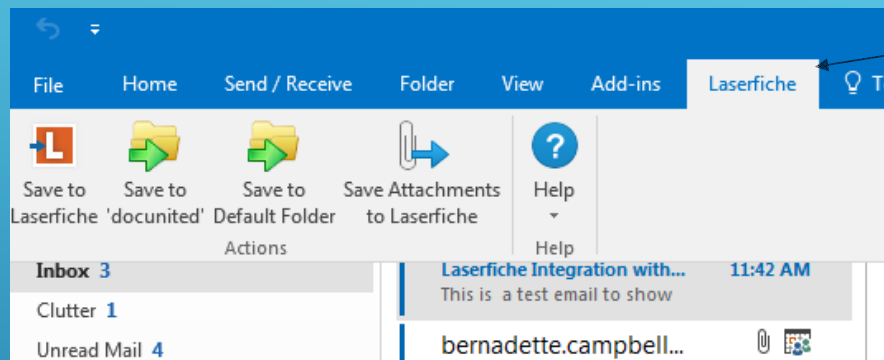 File Home Send / Receive Folder View Add-ins Laserfiche
Save to Laserfiche
Save to 'docunited'
Save to Default Folder
Save Attachments to Laserfiche
Help
Actions
Help
Inbox 3
Clutter 1
Unread Mail 4
Laserfiche Integration with... 11:42 AM
This is a test email to show
bernadette.campbell...